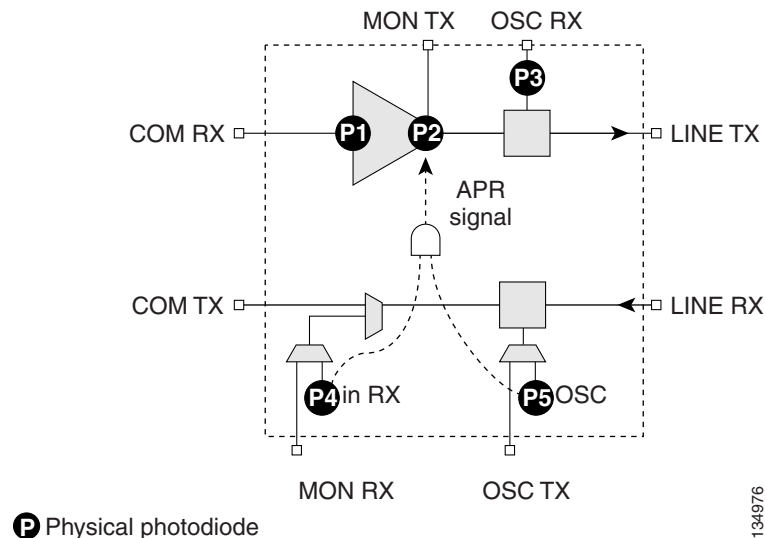 MON TX
OSC RX
P3
COM RX
P1
P2
LINE TX
APR
signal
COM TX
LINE RX
P4
in RX
P5
OSC
MON RX
OSC TX
134976
P Physical photodiode